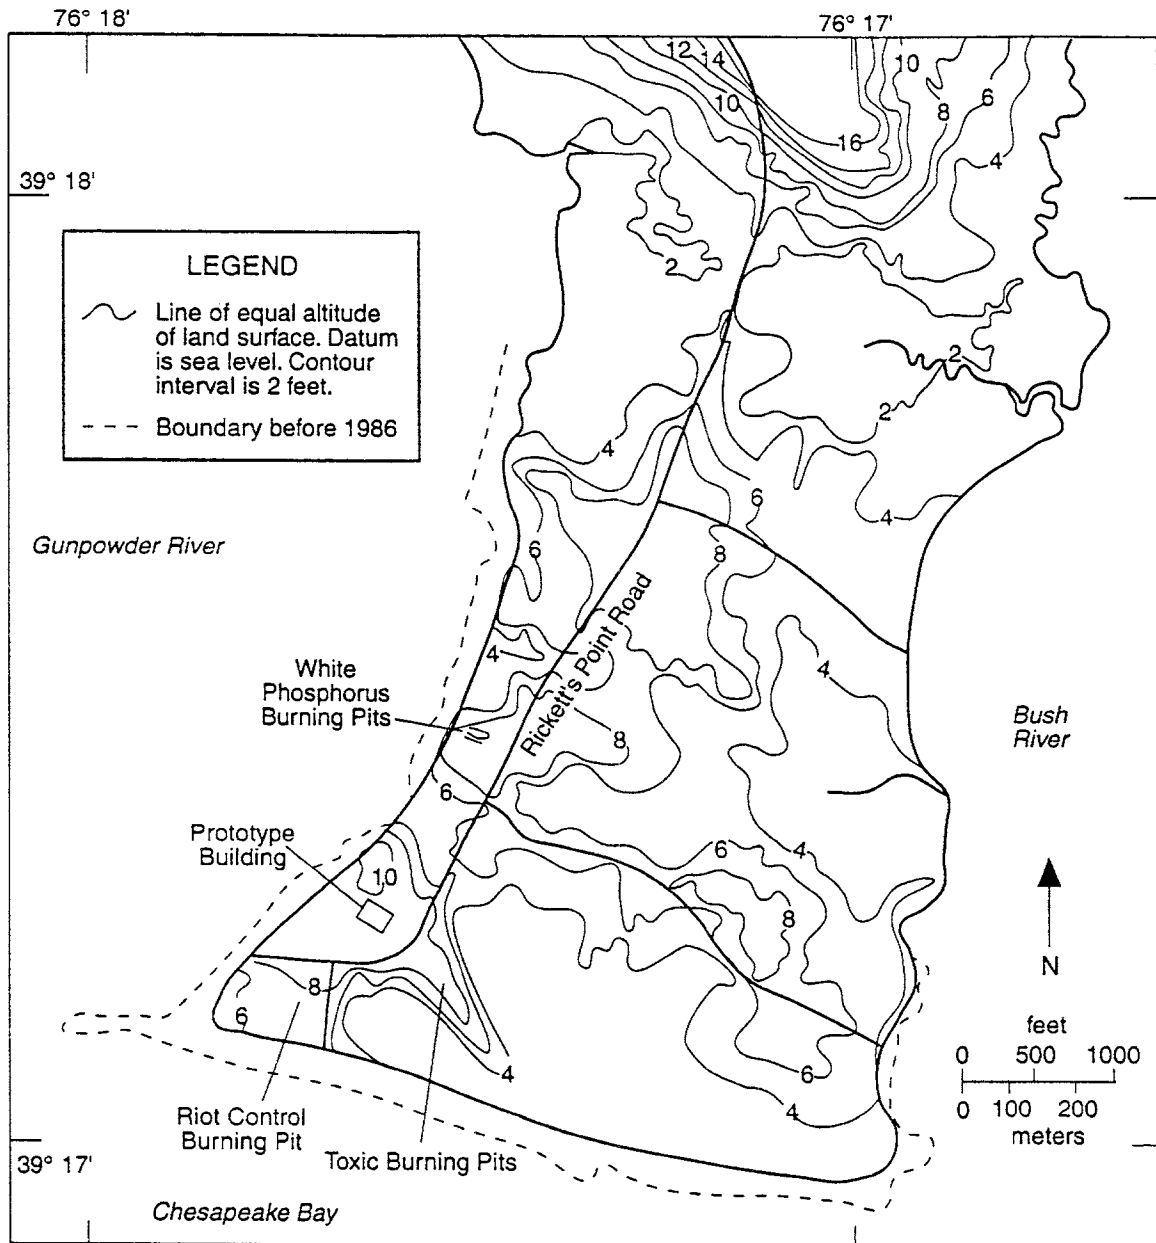 76° 18'
76° 17'
12
14
10
10
8
6
16
4
39° 18'
2
LEGEND
Line of equal altitude
of land surface. Datum
is sea level. Contour
interval is 2 feet.
Boundary before 1986
2
2
4
6
4
Gunpowder River
6
8
Rickett's Point Road
4
4
White
Phosphorus
Burning Pits
8
Bush
River
6
Prototype
Building
6
4
10
8
N
8
6
feet
0 500 1000
0 100 200
meters
4
6
4
Riot Control
Burning Pit
Toxic Burning Pits
39° 17'
Chesapeake Bay